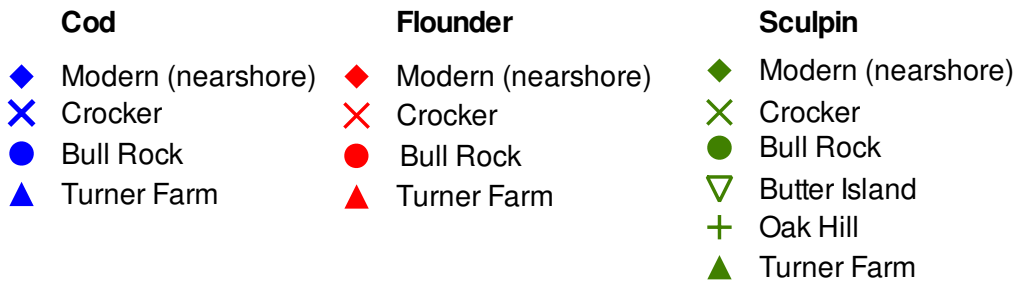 Cod
Modern (nearshore)
Crocker
Bull Rock
Turner Farm
Flounder
Modern (nearshore)
Crocker
Bull Rock
Turner Farm
Sculpin
Modern (nearshore)
Crocker
Bull Rock
Butter Island
Oak Hill
Turner Farm